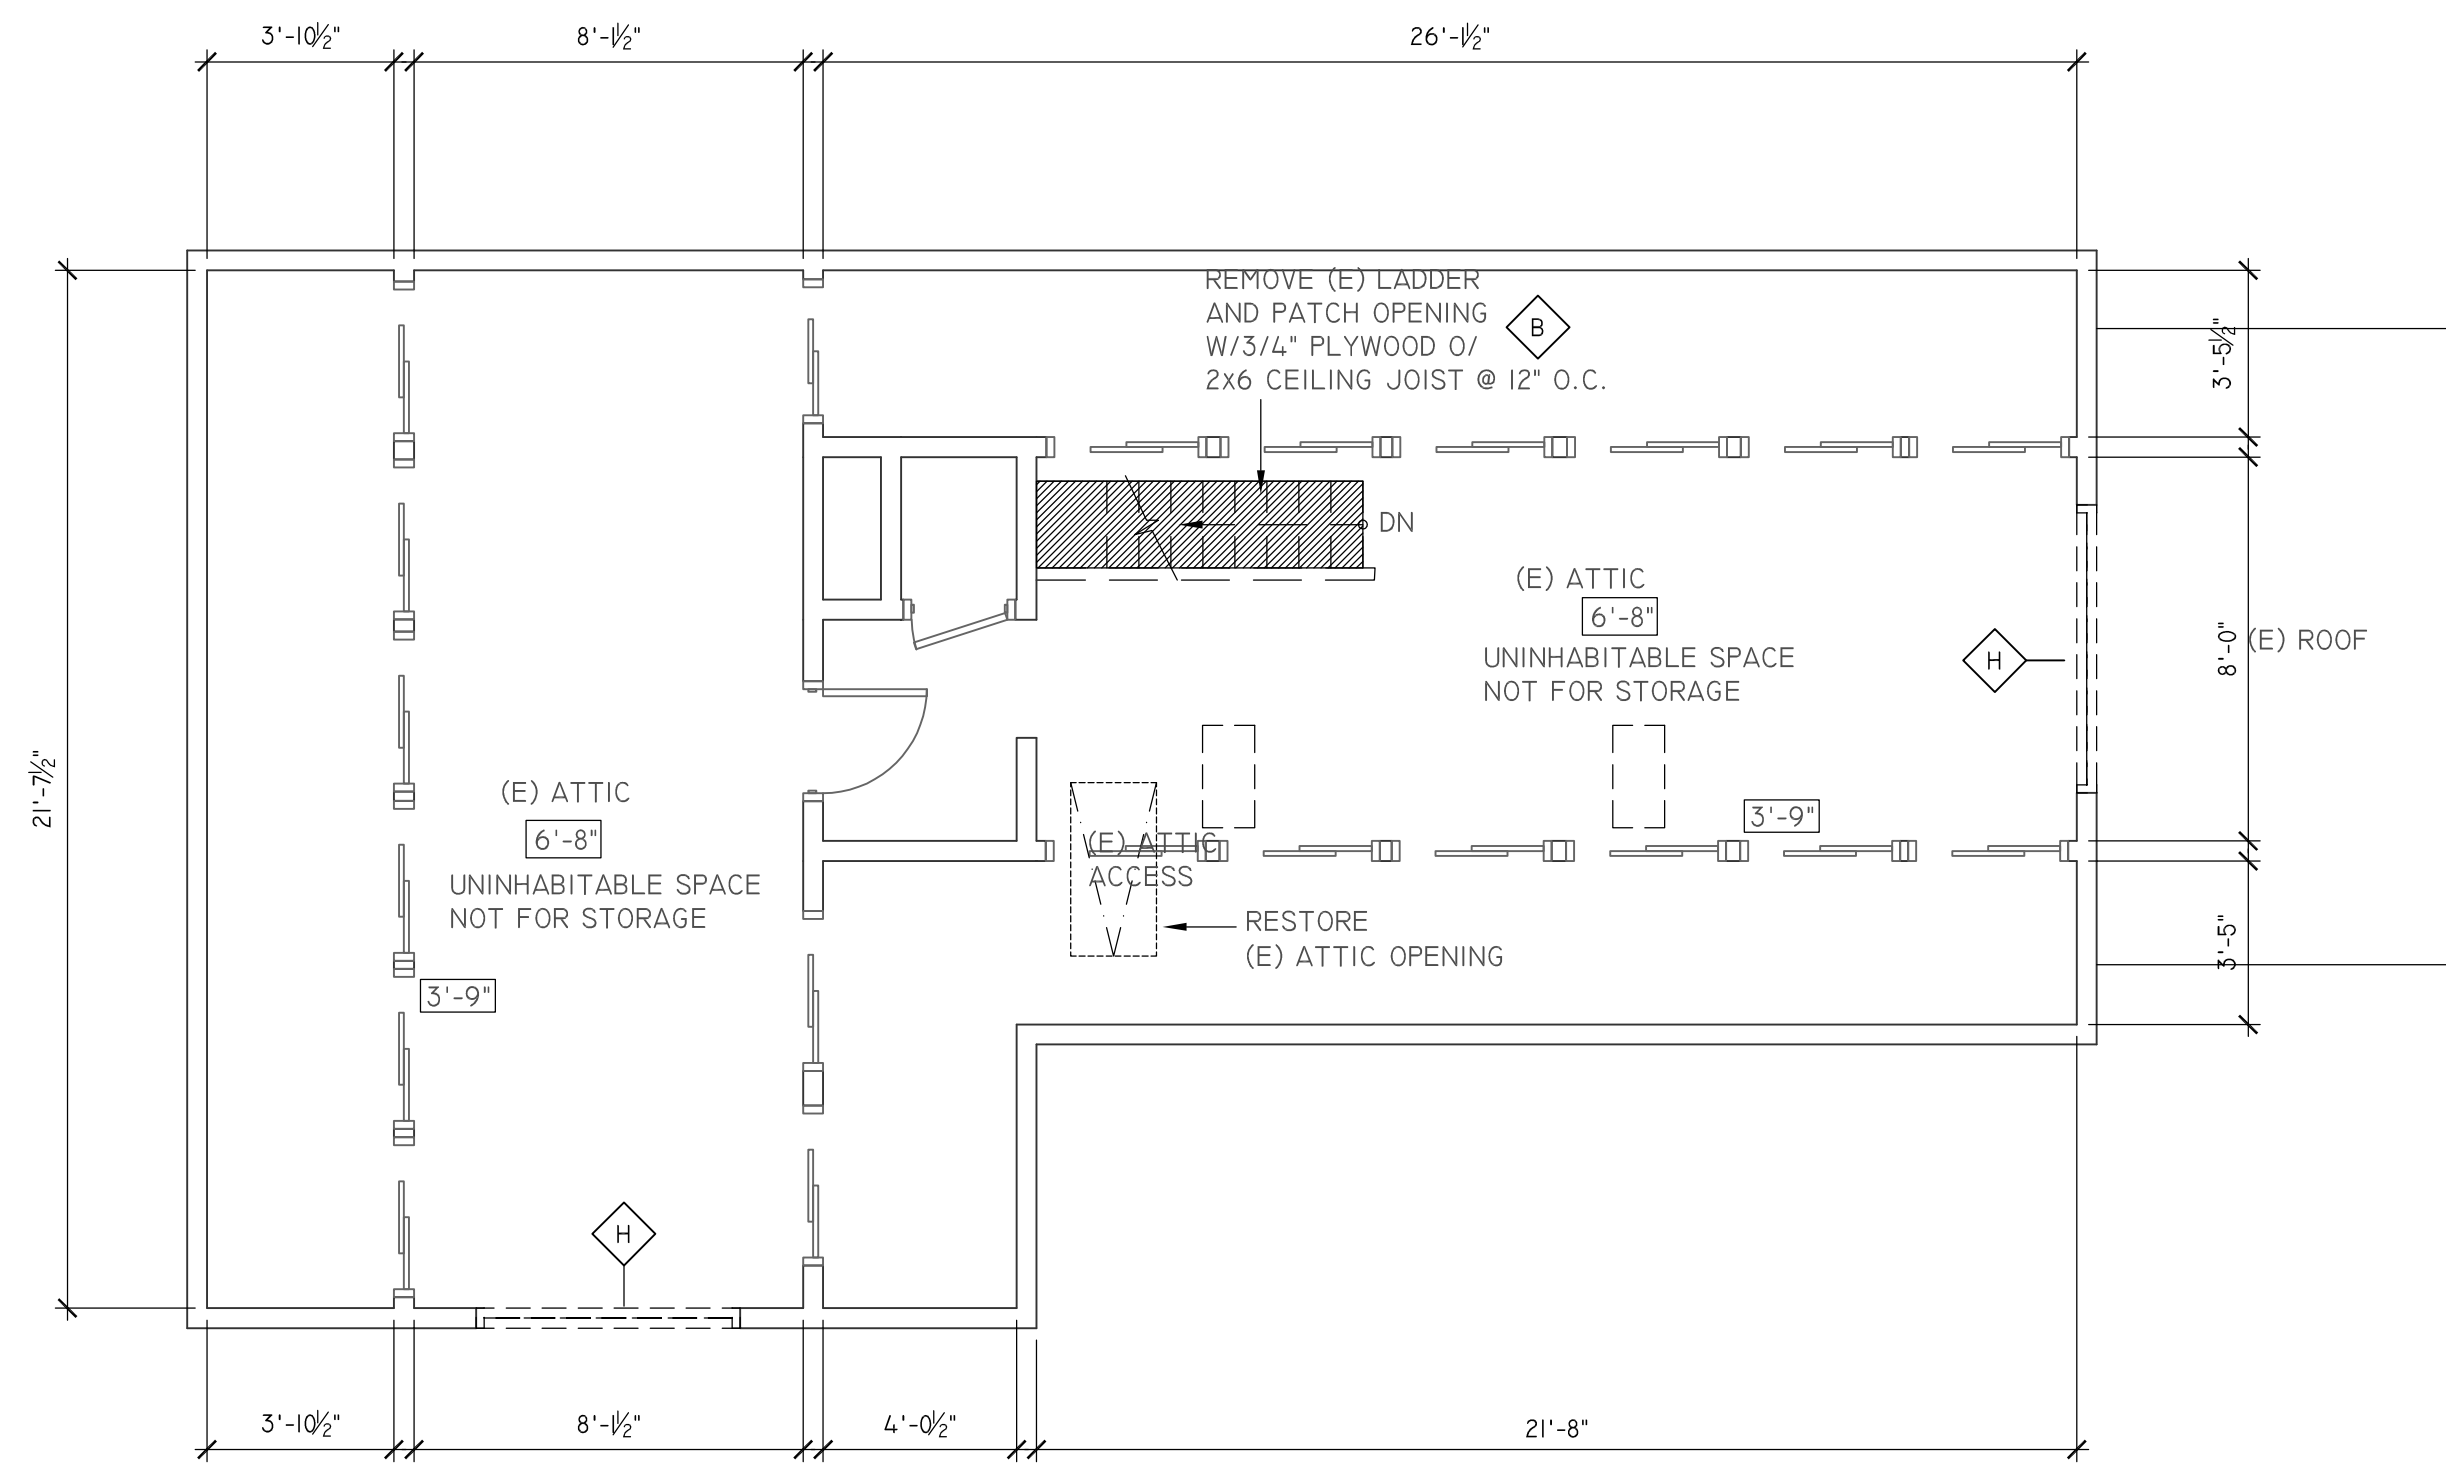 3'-10½"
8'-1½"
26'-1½"
REMOVE (E) LADDER
AND PATCH OPENING
W/3/4" PLYWOOD O/
2x6 CEILING JOIST @ 12" O.C.
B
3'-5½"
DN
(E) ATTIC
6'-8"
UNINHABITABLE SPACE
NOT FOR STORAGE
H
8'-0"
(E) ROOF
21'-7½"
(E) ATTIC
6'-8"
UNINHABITABLE SPACE
NOT FOR STORAGE
3'-9"
3'-9"
(E) ATTIC
ACCESS
RESTORE
(E) ATTIC OPENING
3'-5"
H
3'-10½"
8'-1½"
4'-0½"
21'-8"